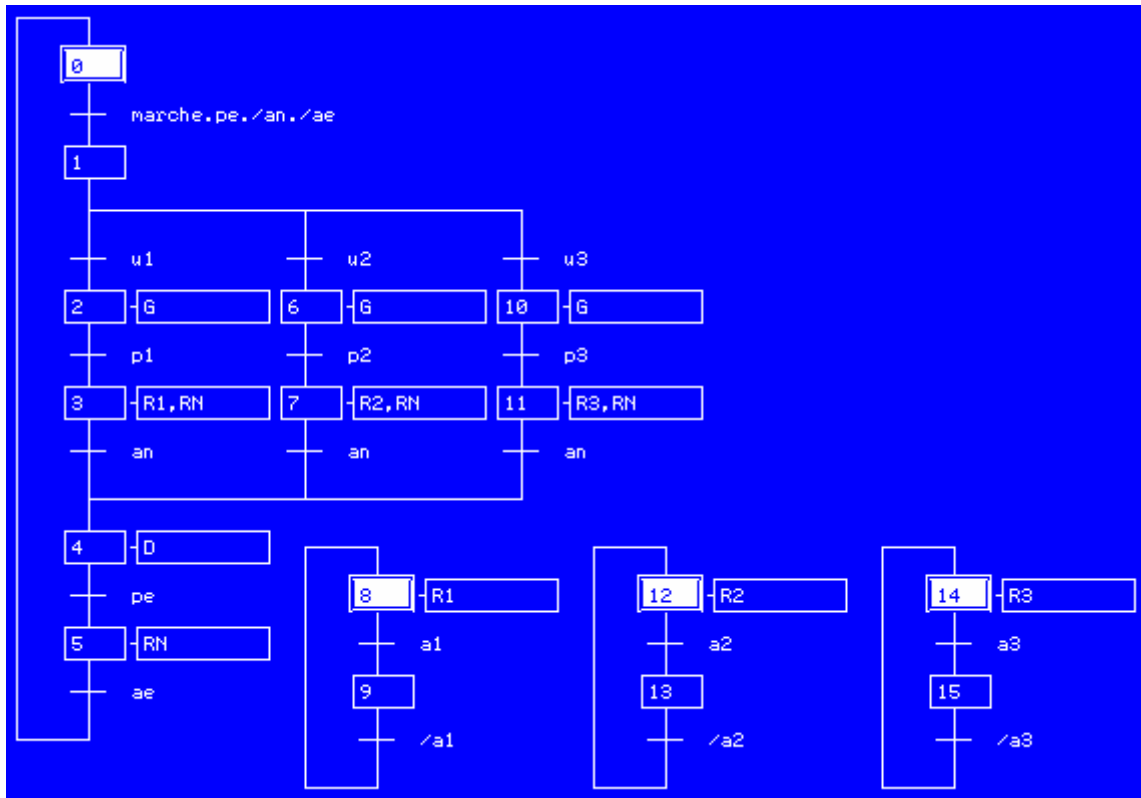 0
marche.pe./an./ae
1
u1 u2 u3
2 G 6 G 10 G
p1 p2 p3
3 R1,RN 7 R2,RN 11 R3,RN
an an an
4 D
pe 8 R1 12 R2 14 R3
5 RN a1 a2 a3
ae 9 13 15
/a1 /a2 /a3